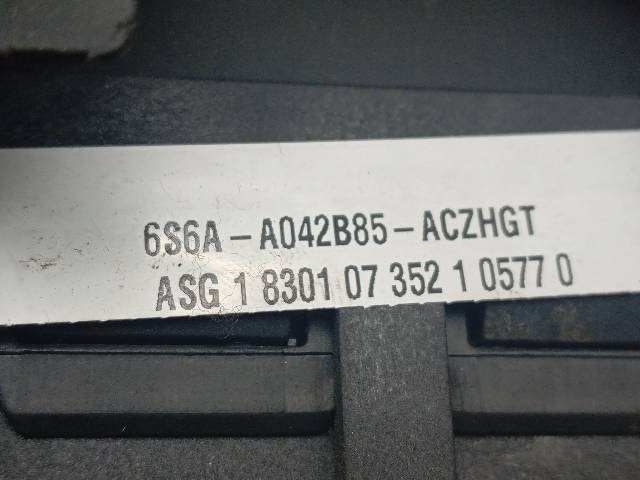 6S6A-A042B85-ACZHGT
ASG 1 8301 07 352 1 0577 0